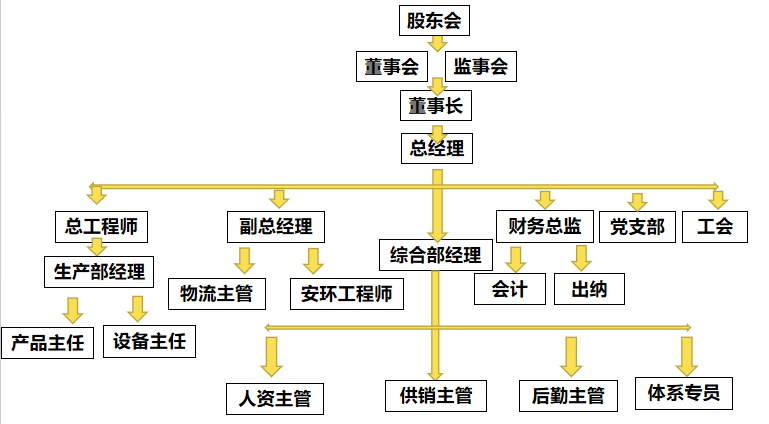 股东会
董事会
监事会
董事长
总经理
总工程师
副总经理
财务总监
党支部
工会
综合部经理
生产部经理
物流主管
安环工程师
会计
出纳
产品主任
设备主任
人资主管
供销主管
后勤主管
体系专员